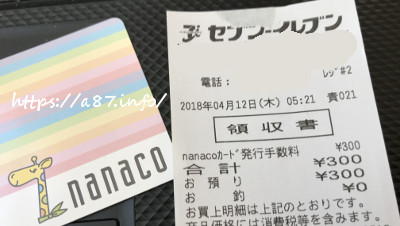 https://a87.info/
nanaco
セブン-イレブン
レジ#2
電話：
2018年04月12日(木) 05:21 責021
領収書
nanacoカード発行手数料 ¥300
合計 ¥300
お預り ¥300
お釣 ¥0
お買上明細は上記のとおりです。
商品価格には消費税等を含みます。